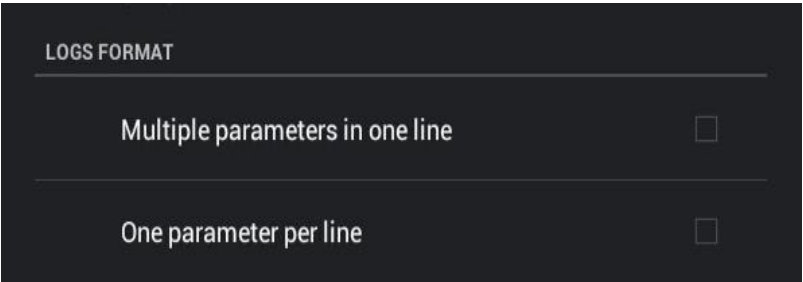 LOGS FORMAT
Multiple parameters in one line
One parameter per line